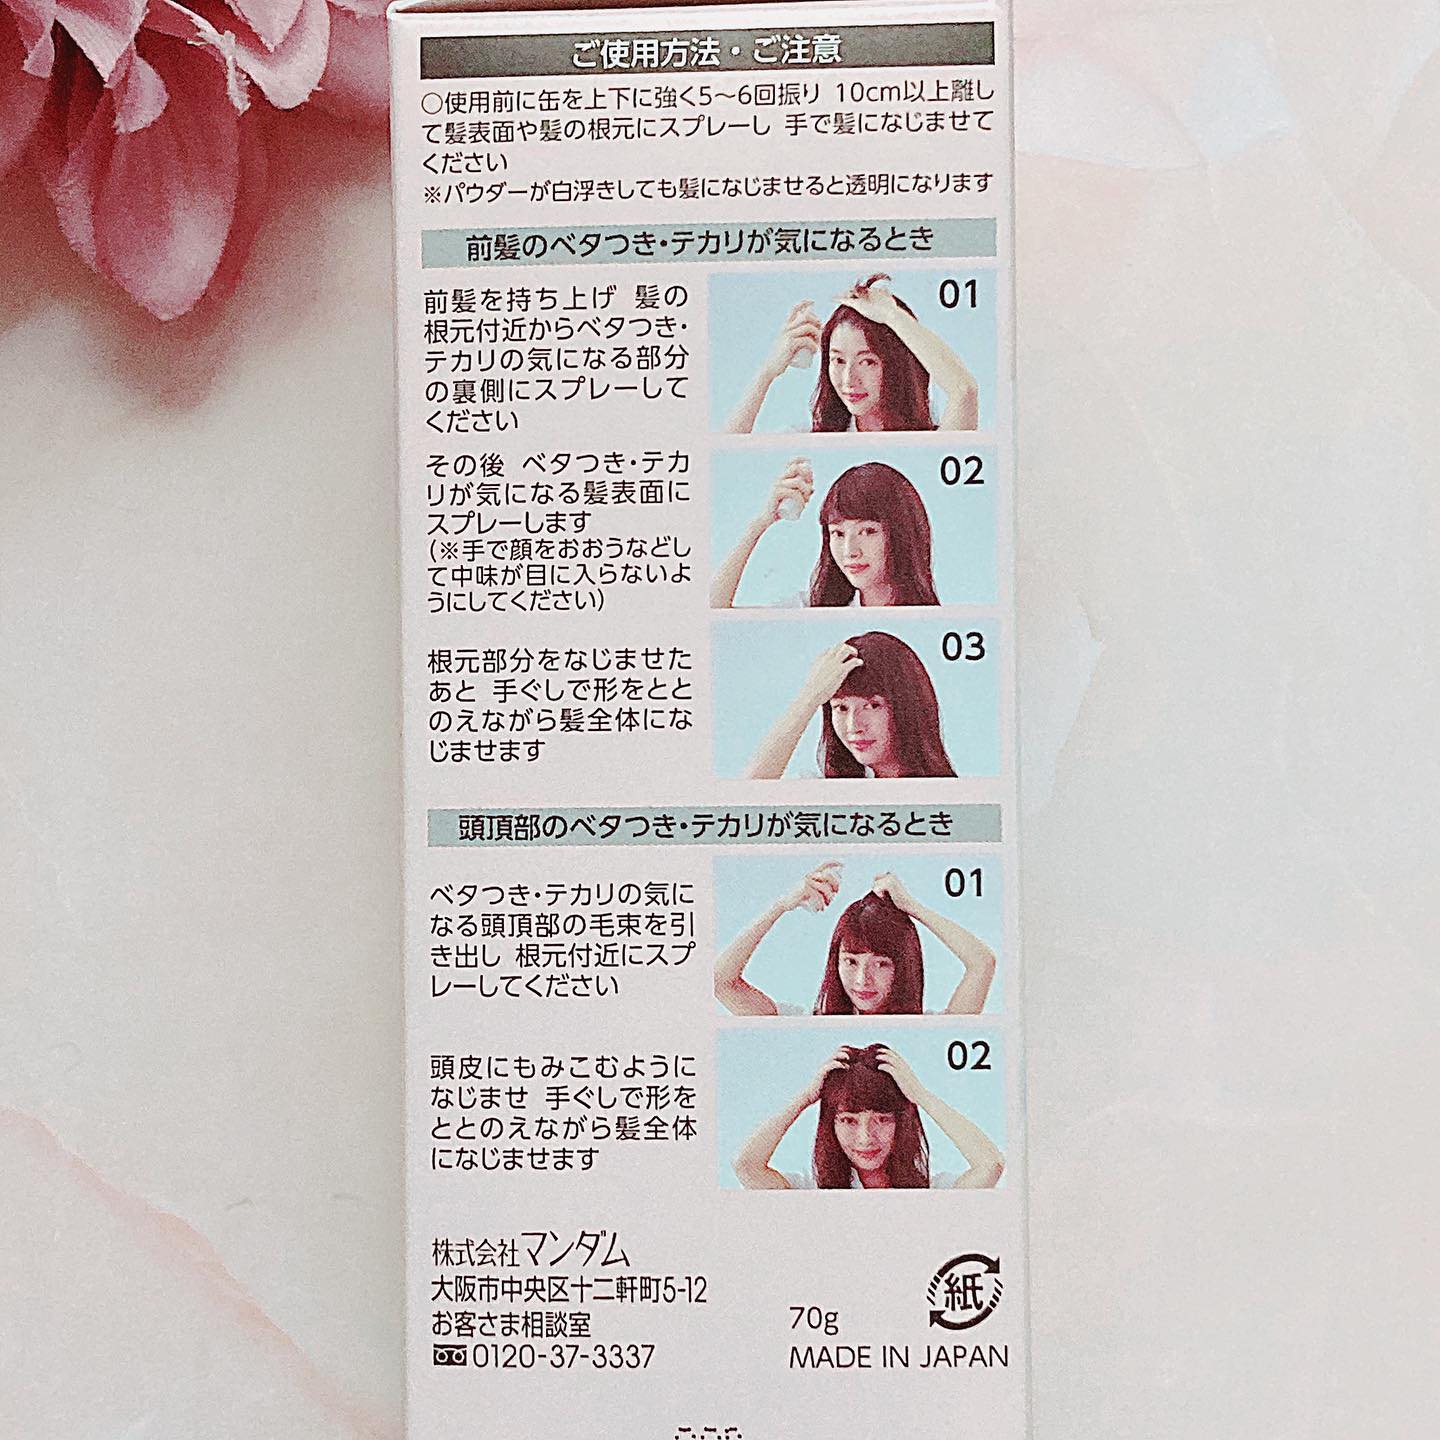 ご使用方法・ご注意
○使用前に缶を上下に強く5～6回振り 10cm以上離し
て髪表面や髪の根元にスプレーし 手で髪になじませて
ください
※パウダーが白浮きしても髪になじませると透明になります
前髪のベタつき・テカリが気になるとき
前髪を持ち上げ 髪の
根元付近からベタつき・
テカリの気になる部分
の裏側にスプレーして
ください
01
その後 ベタつき・テカ
リが気になる髪表面に
スプレーします
(※手で顔をおおうなどし
て中味が目に入らないよ
うにしてください)
02
根元部分をなじませた
あと 手ぐしで形をとと
のえながら髪全体にな
じませます
03
頭頂部のベタつき・テカリが気になるとき
ベタつき・テカリの気に
なる頭頂部の毛束を引
き出し 根元付近にスプ
レーしてください
01
頭皮にもみこむように
なじませ 手ぐしで形を
ととのえながら髪全体
になじませます
02
株式会社マンダム
大阪市中央区十二軒町5-12
お客さま相談室
0120-37-3337
70g
紙
MADE IN JAPAN